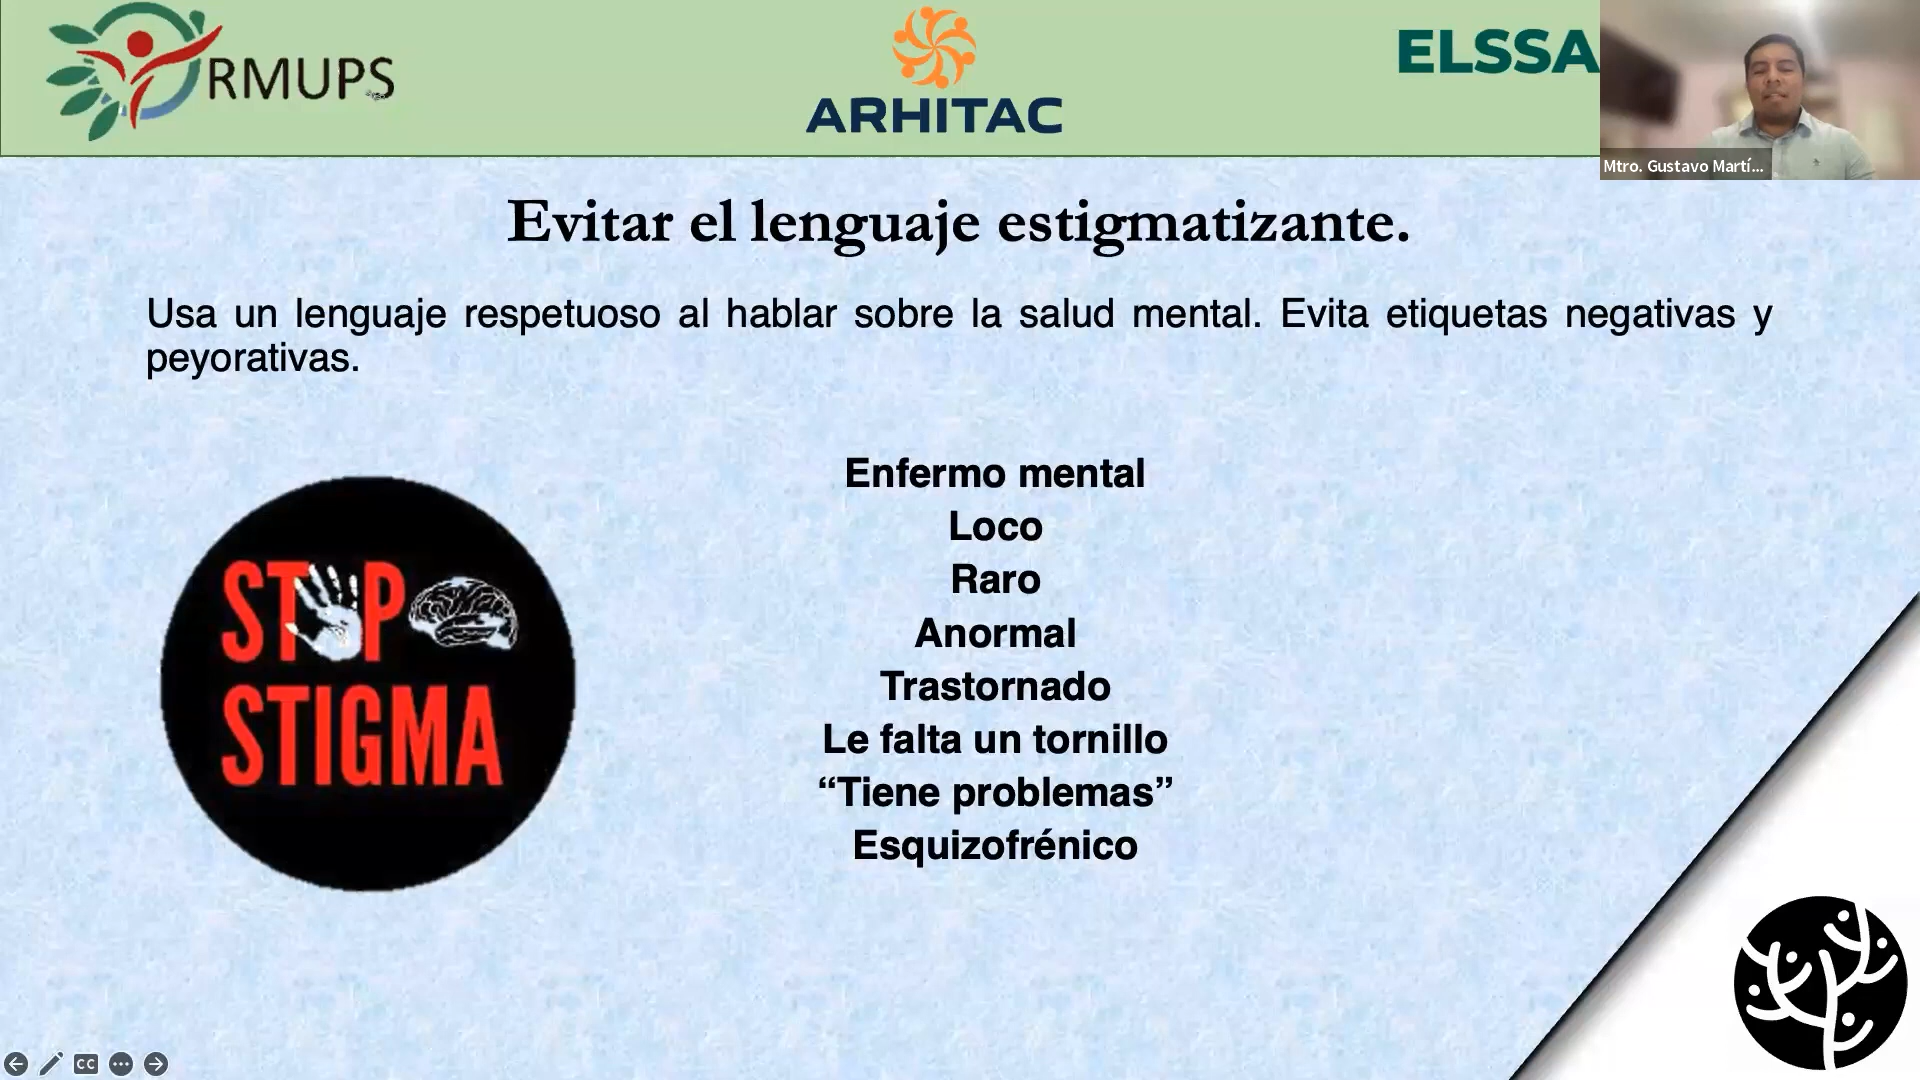 RMUPS
ARHITAC
ELSSA
Mtro. Gustavo Martí...
Evitar el lenguaje estigmatizante.
Usa un lenguaje respetuoso al hablar sobre la salud mental. Evita etiquetas negativas y
peyorativas.
Enfermo mental
Loco
Raro
Anormal
Trastornado
Le falta un tornillo
“Tiene problemas”
Esquizofrénico
STOP
STIGMA
CC